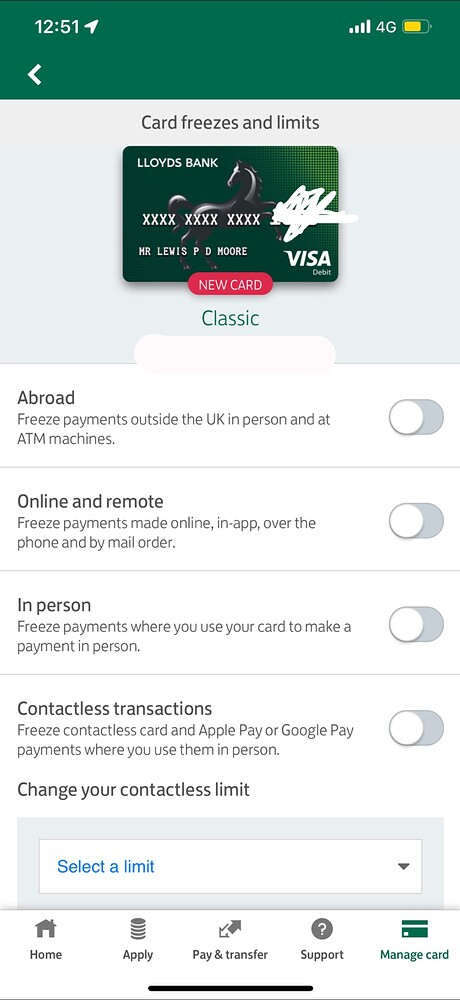 12:51
4G
Card freezes and limits
LLOYDS BANK
XXXX XXXX XXXX
MR LEWIS P D MOORE
VISA
Debit
NEW CARD
Classic
Abroad
Freeze payments outside the UK in person and at
ATM machines.
Online and remote
Freeze payments made online, in-app, over the
phone and by mail order.
In person
Freeze payments where you use your card to make a
payment in person.
Contactless transactions
Freeze contactless card and Apple Pay or Google Pay
payments where you use them in person.
Change your contactless limit
Select a limit
Home
Apply
Pay & transfer
Support
Manage card